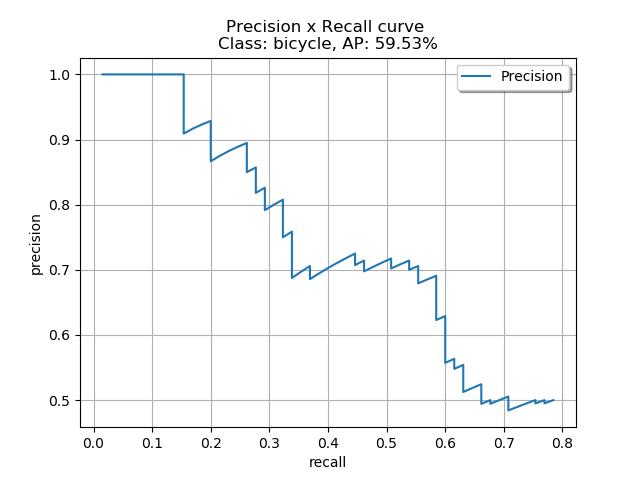 Precision x Recall curve
Class: bicycle, AP: 59.53%
Precision
precision
1.0
0.9
0.8
0.7
0.6
0.5
0.0 0.1 0.2 0.3 0.4 0.5 0.6 0.7 0.8
recall